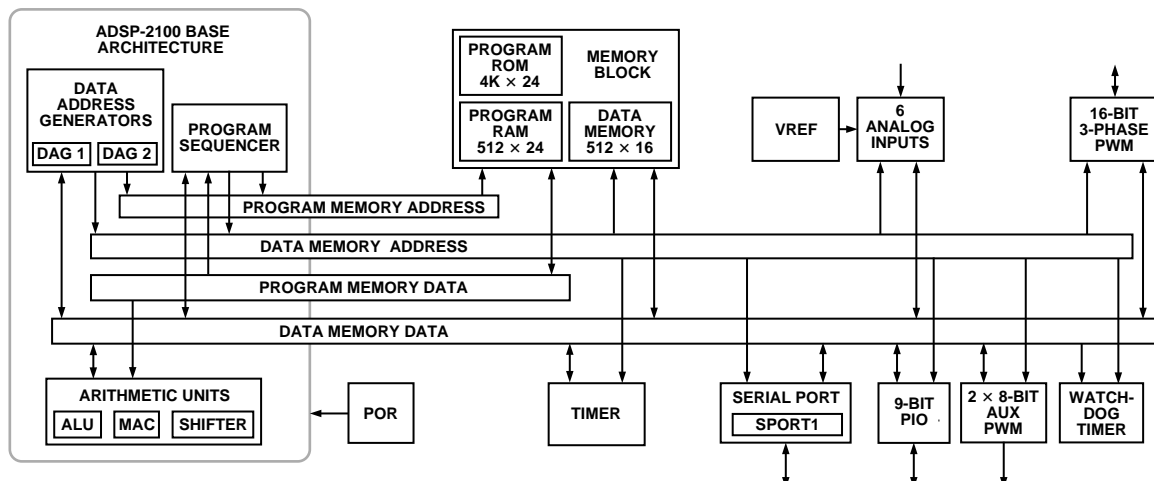 ADSP-2100 BASE
ARCHITECTURE
DATA
ADDRESS
GENERATORS
DAG 1
DAG 2
PROGRAM
SEQUENCER
PROGRAM
ROM
4K × 24
MEMORY
BLOCK
PROGRAM
RAM
512 × 24
DATA
MEMORY
512 × 16
VREF
6
ANALOG
INPUTS
16-BIT
3-PHASE
PWM
PROGRAM MEMORY ADDRESS
DATA MEMORY ADDRESS
PROGRAM MEMORY DATA
DATA MEMORY DATA
ARITHMETIC UNITS
ALU
MAC
SHIFTER
POR
TIMER
SERIAL PORT
SPORT1
9-BIT
PIO
2 × 8-BIT
AUX
PWM
WATCH-
DOG
TIMER